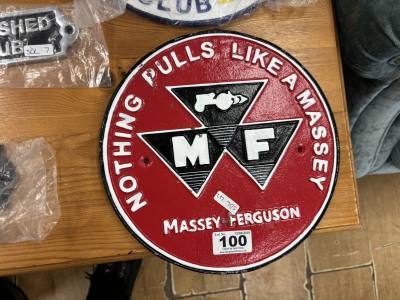 CLUB
SHED
UB
NOTHING PULLS LIKE A MASSEY
M F
MASSEY-FERGUSON
100